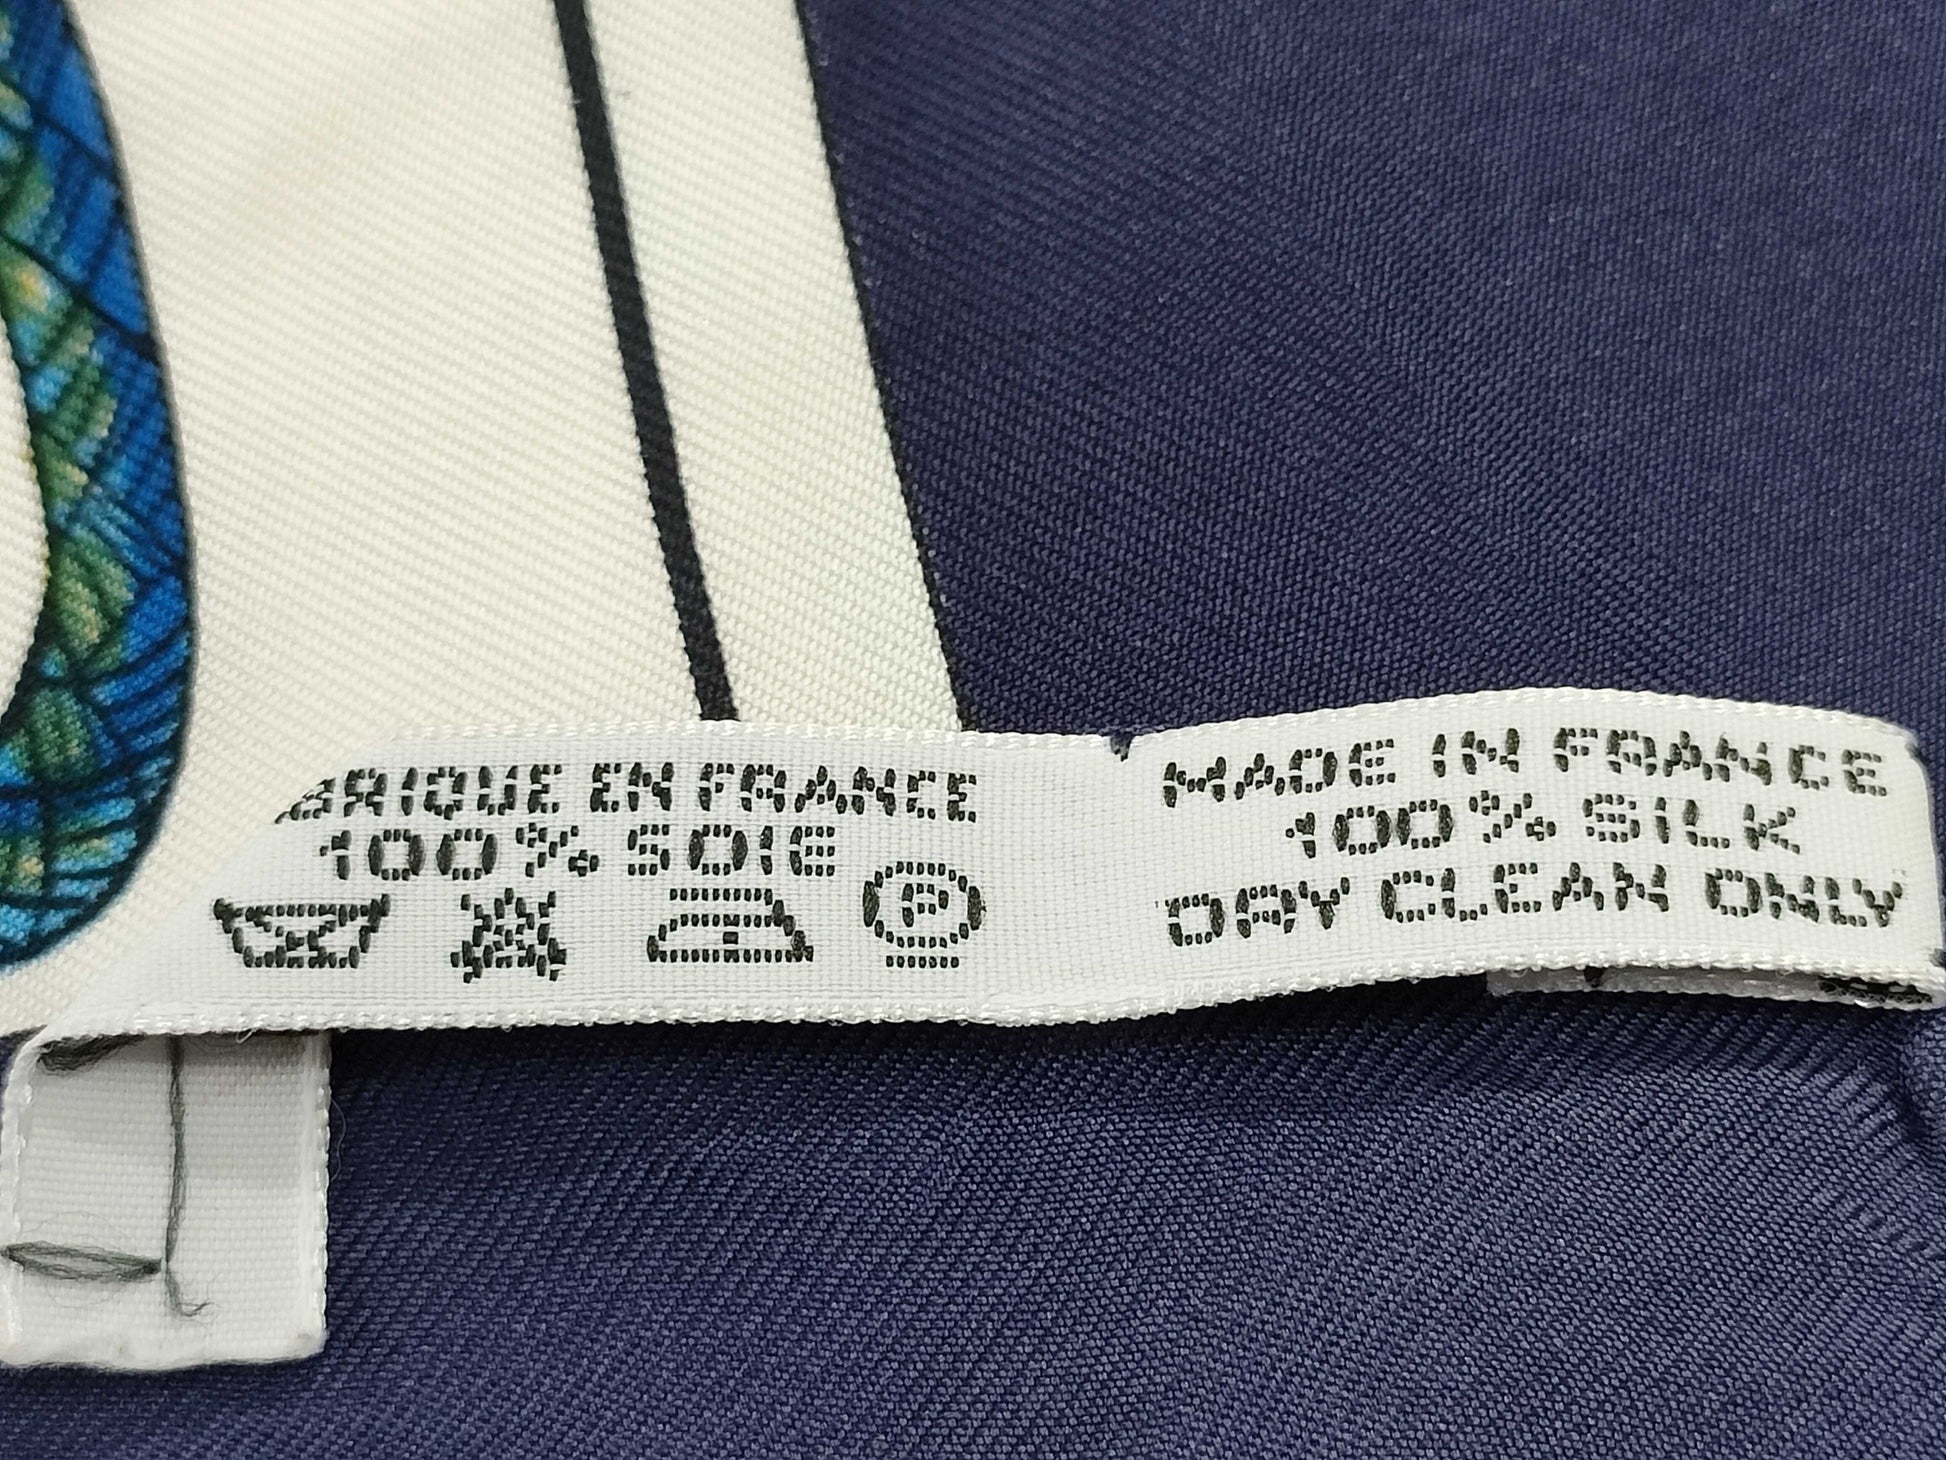 BRIQUE EN FRANCE
100% SOIE
P
MADE IN FRANCE
100% SILK
DRY CLEAN ONLY